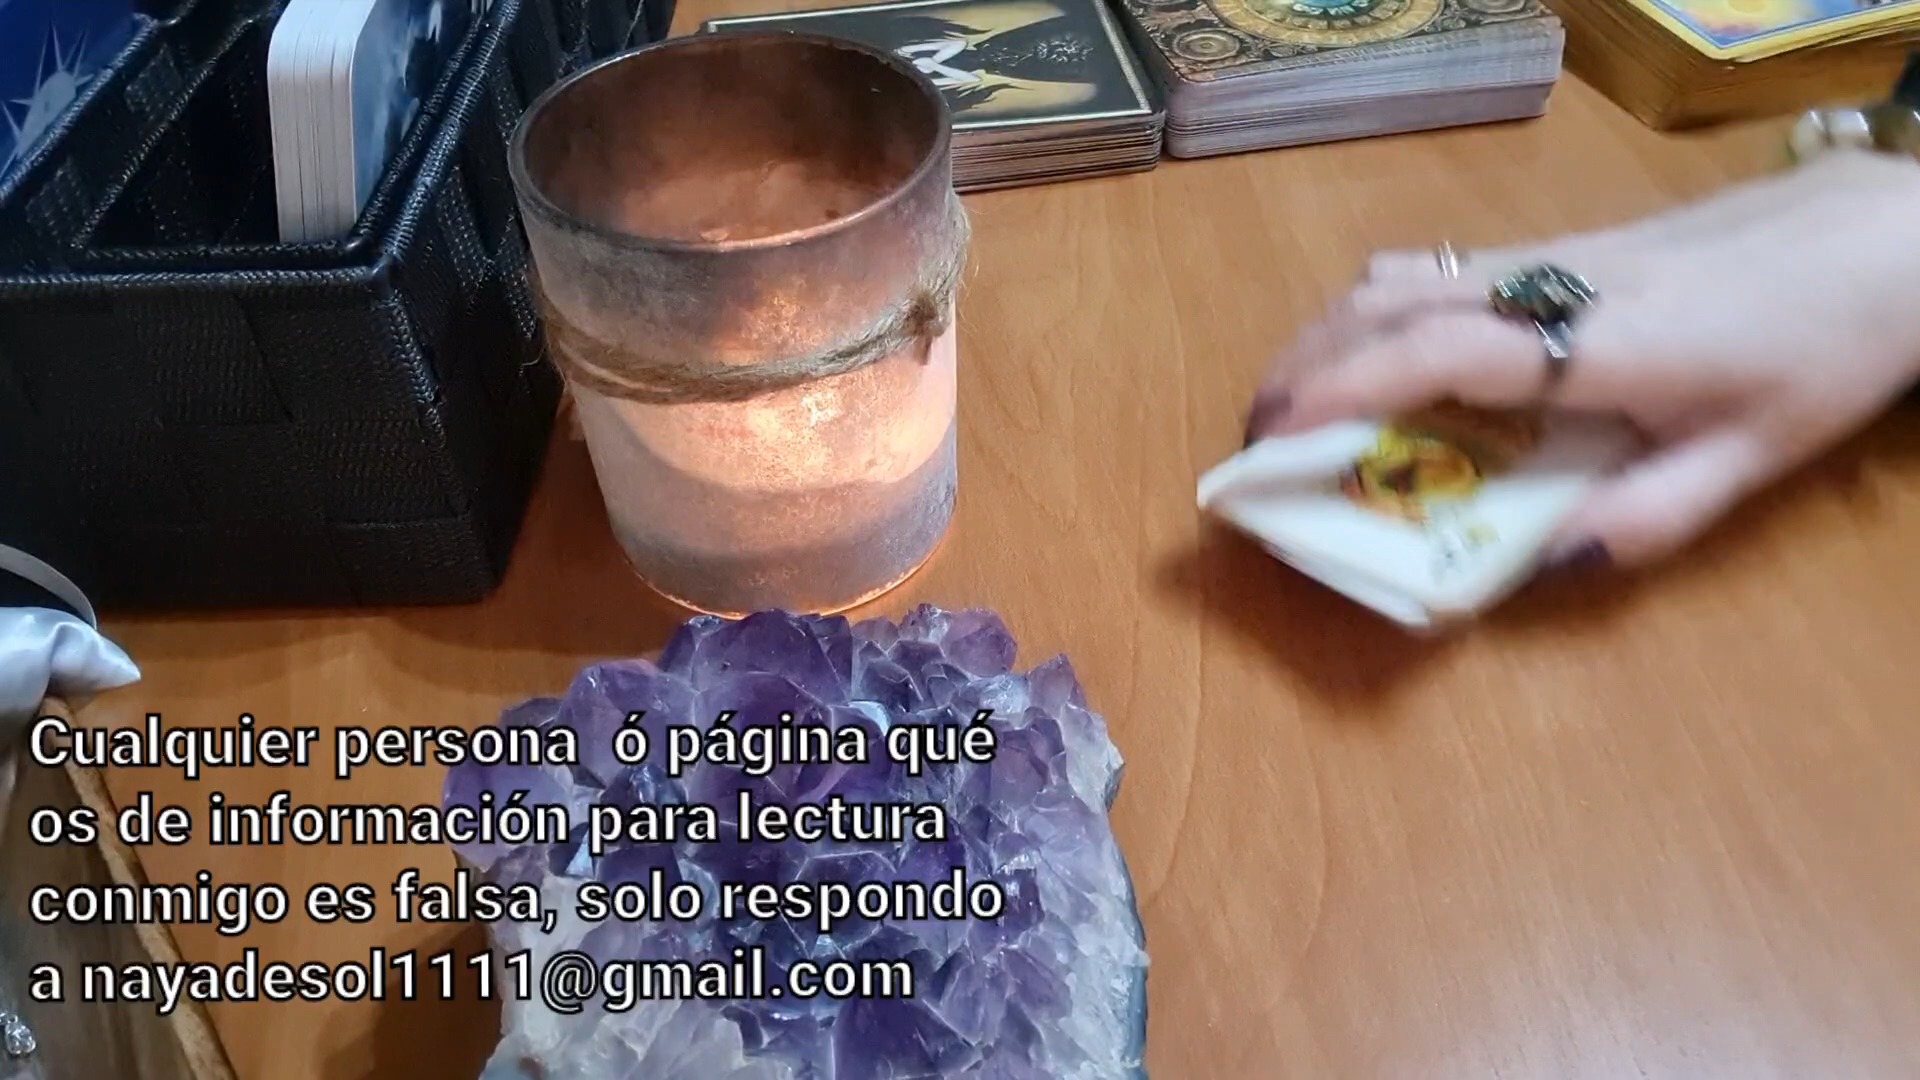 Cualquier persona ó página qué
os de información para lectura
conmigo es falsa, solo respondo
a nayadesol1111@gmail.com